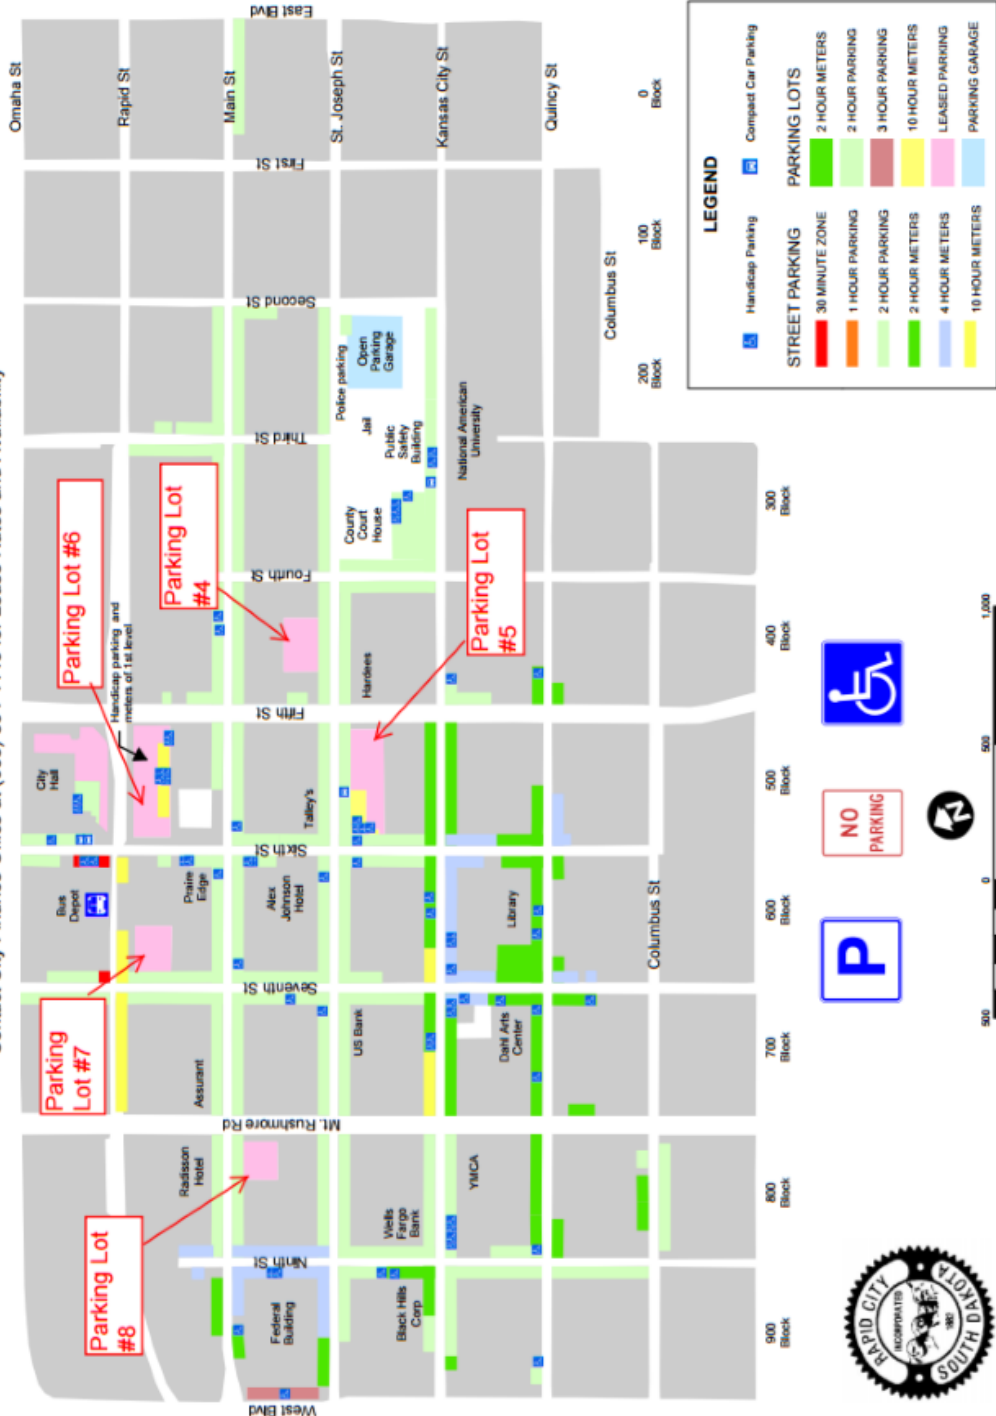 Omaha St
Rapid St
Main St
St. Joseph St
Kansas City St
Quincy St
East Blvd
First St
Second St
Third St
Fourth St
Fifth St
Sixth St
Seventh St
Mt. Rushmore Rd
Ninth St
West Blvd
Columbus St
Columbus St
0
Block
100
Block
200
Block
300
Block
400
Block
500
Block
600
Block
700
Block
800
Block
900
Block
Parking Lot #6
Parking Lot
#4
Parking Lot
#5
Parking
Lot #7
Parking Lot
#8
Handicap parking and
meters of 1st level
City
Hall
Bus
Depot
Praire
Edge
Talley's
Alex
Johnson
Hotel
Hardees
Police parking
Open
Parking
Garage
Jail
Public
Safety
Building
County
Court
House
National American
University
Library
Dahl Arts
Center
US Bank
Assurant
Radisson
Hotel
Wells
Fargo
Bank
YMCA
Federal
Building
Black Hills
Corp
LEGEND
Handicap Parking
Compact Car Parking
STREET PARKING
30 MINUTE ZONE
1 HOUR PARKING
2 HOUR PARKING
2 HOUR METERS
4 HOUR METERS
10 HOUR METERS
PARKING LOTS
2 HOUR METERS
2 HOUR PARKING
3 HOUR PARKING
10 HOUR METERS
LEASED PARKING
PARKING GARAGE
P
NO
PARKING
N
500
0
500
1,000
RAPID CITY
INCORPORATED
1882
SOUTH DAKOTA